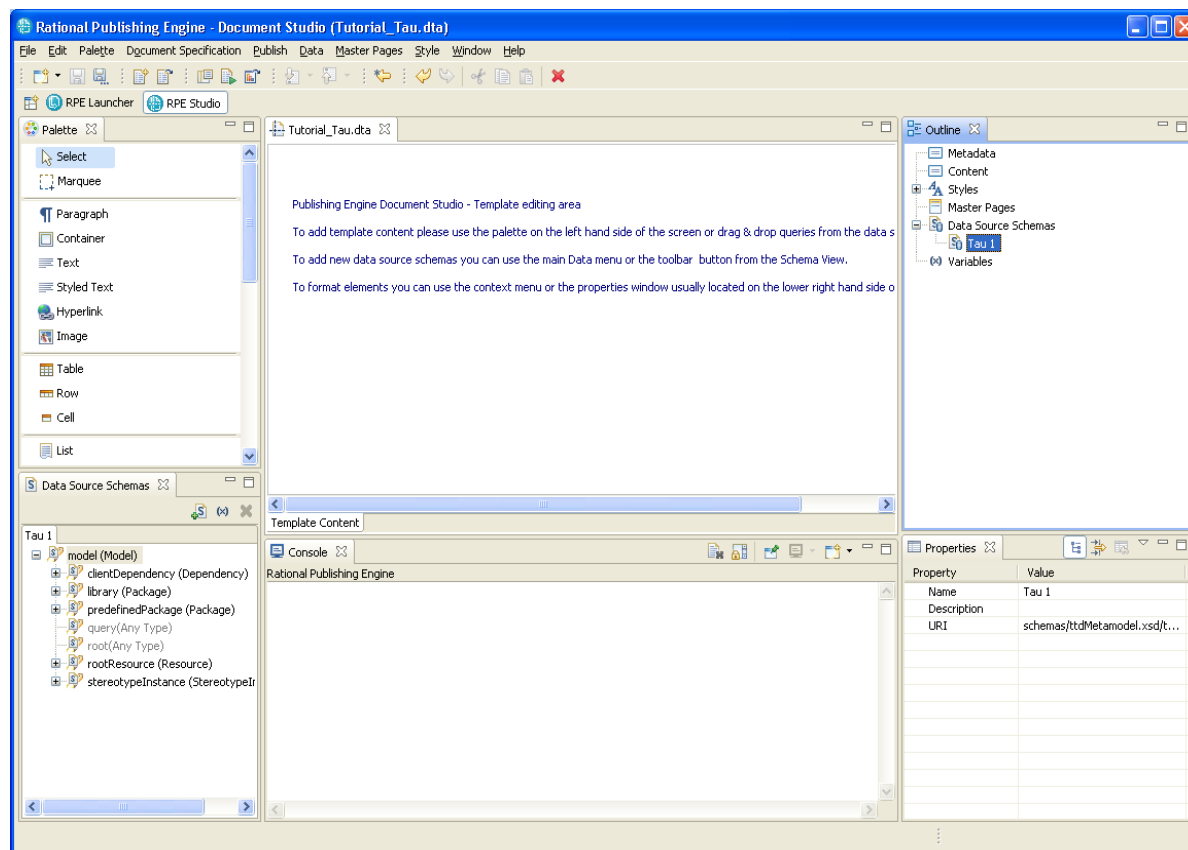 Rational Publishing Engine - Document Studio (Tutorial_Tau.dta)
File Edit Palette Document Specification Publish Data Master Pages Style Window Help
RPE Launcher RPE Studio
Palette
Select
Marquee
Paragraph
Container
Text
Styled Text
Hyperlink
Image
Table
Row
Cell
List
Tutorial_Tau.dta
Publishing Engine Document Studio - Template editing area
To add template content please use the palette on the left hand side of the screen or drag & drop queries from the data s
To add new data source schemas you can use the main Data menu or the toolbar button from the Schema View.
To format elements you can use the context menu or the properties window usually located on the lower right hand side o
Template Content
Outline
Metadata
Content
Styles
Master Pages
Data Source Schemas
Tau 1
Variables
Data Source Schemas
Tau 1
model (Model)
clientDependency (Dependency)
library (Package)
predefinedPackage (Package)
query(Any Type)
root(Any Type)
rootResource (Resource)
stereotypeInstance (StereotypeIr
Console
Rational Publishing Engine
Properties
Property Value
Name Tau 1
Description
URI schemas/ttdMetamodel.xsd/t...